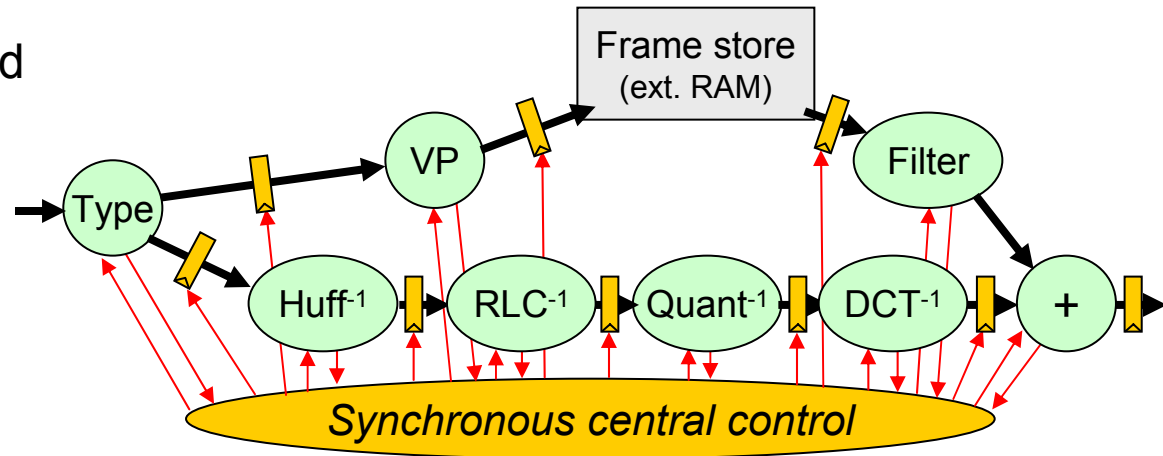 d
Frame store
(ext. RAM)
VP
Filter
Type
Huff⁻¹
RLC⁻¹
Quant⁻¹
DCT⁻¹
+
Synchronous central control